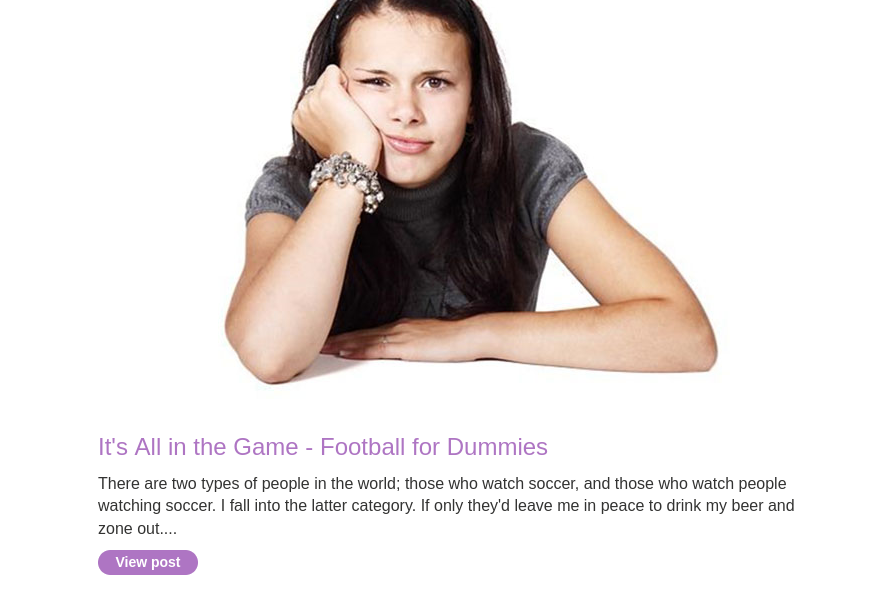 It's All in the Game - Football for Dummies
There are two types of people in the world; those who watch soccer, and those who watch people
watching soccer. I fall into the latter category. If only they'd leave me in peace to drink my beer and
zone out....
View post